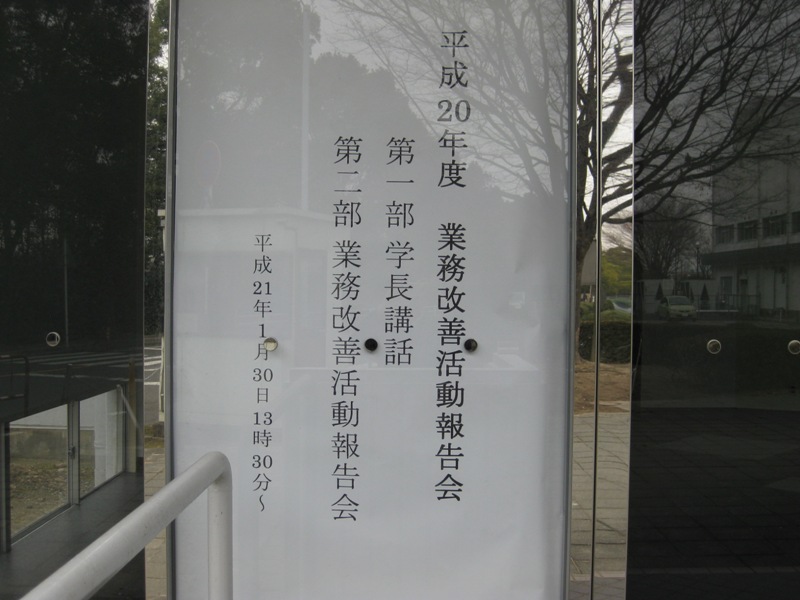 平成20年度　業務改善活動報告会
第一部 学長講話
第二部 業務改善活動報告会
平成21年1月30日13時30分～